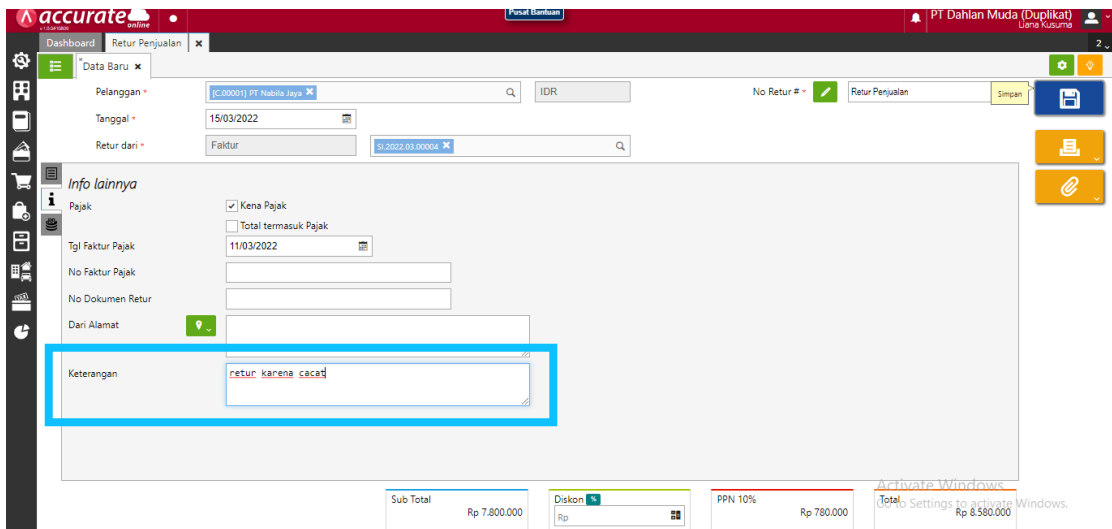 accurate
online
Pusat Bantuan
PT Dahlan Muda (Duplikat)
Liana Kusuma
Dashboard
Retur Penjualan
2
Data Baru
Pelanggan *
[C.00001] PT Nabila Jaya
IDR
No Retur # *
Retur Penjualan
Simpan
Tanggal *
15/03/2022
Retur dari *
Faktur
SI.2022.03.00004
Info lainnya
Pajak
Kena Pajak
Total termasuk Pajak
Tgl Faktur Pajak
11/03/2022
No Faktur Pajak
No Dokumen Retur
Dari Alamat
Keterangan
retur karena cacat
Sub Total
Rp 7.800.000
Diskon %
Rp
PPN 10%
Rp 780.000
Total
Rp 8.580.000
Activate Windows
Go to Settings to activate Windows.